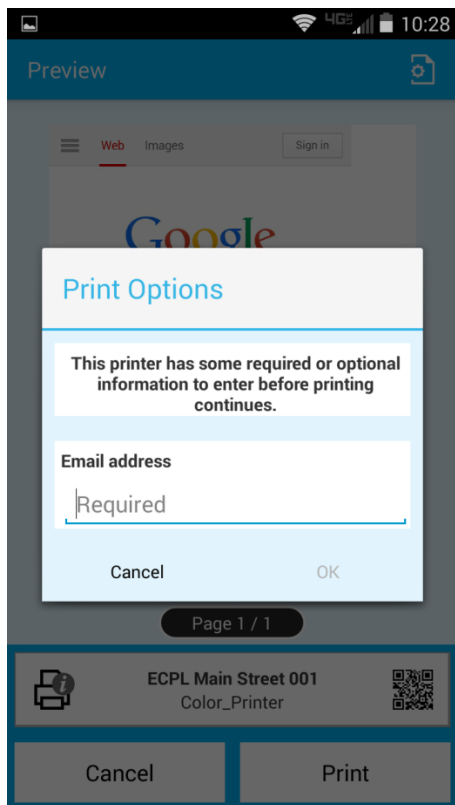 4G 10:28
Preview
Web Images Sign in
Google
Print Options
This printer has some required or optional
information to enter before printing
continues.
Email address
Required
Cancel OK
Page 1 / 1
ECPL Main Street 001
Color_Printer
Cancel Print